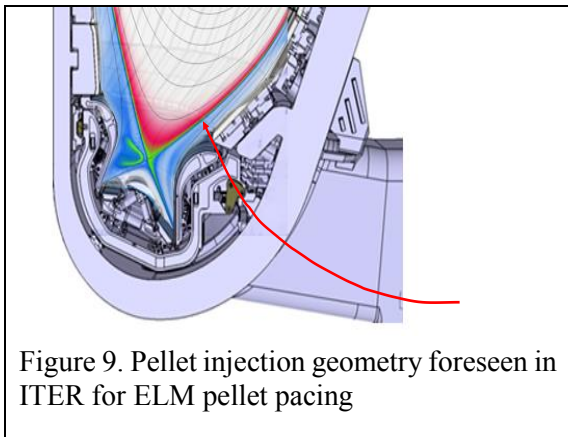 Figure 9. Pellet injection geometry foreseen in
ITER for ELM pellet pacing